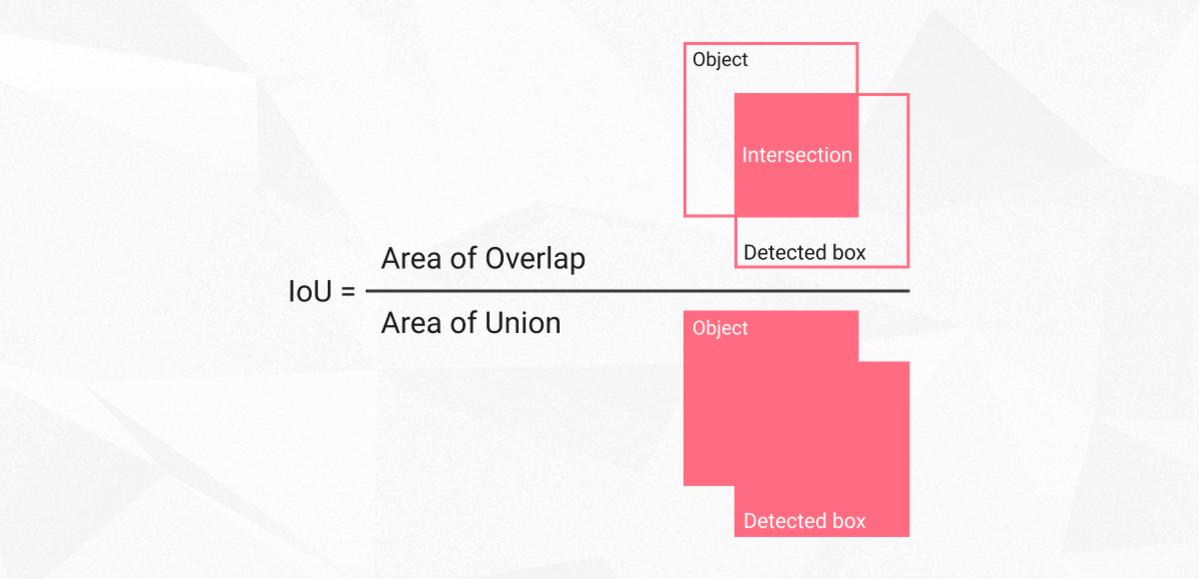 Object
Intersection
Detected box
Area of Overlap
IoU =
Area of Union
Object
Detected box